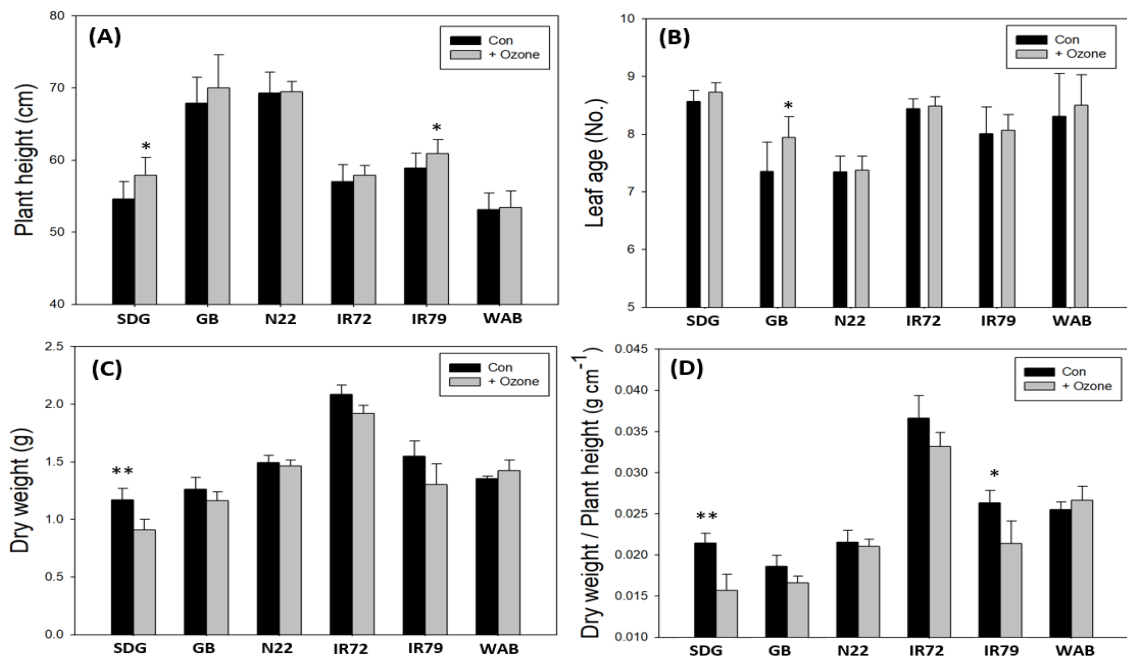 (A)
Con
+ Ozone
Plant height (cm)
80
70
60
50
40
*
*
SDG GB N22 IR72 IR79 WAB
(B)
Con
+ Ozone
Leaf age (No.)
10
9
8
7
6
5
*
SDG GB N22 IR72 IR79 WAB
(C)
Con
+ Ozone
Dry weight (g)
2.5
2.0
1.5
1.0
0.5
0.0
**
SDG GB N22 IR72 IR79 WAB
(D)
Con
+ Ozone
Dry weight / Plant height (g cm-1)
0.045
0.040
0.035
0.030
0.025
0.020
0.015
0.010
**
*
SDG GB N22 IR72 IR79 WAB